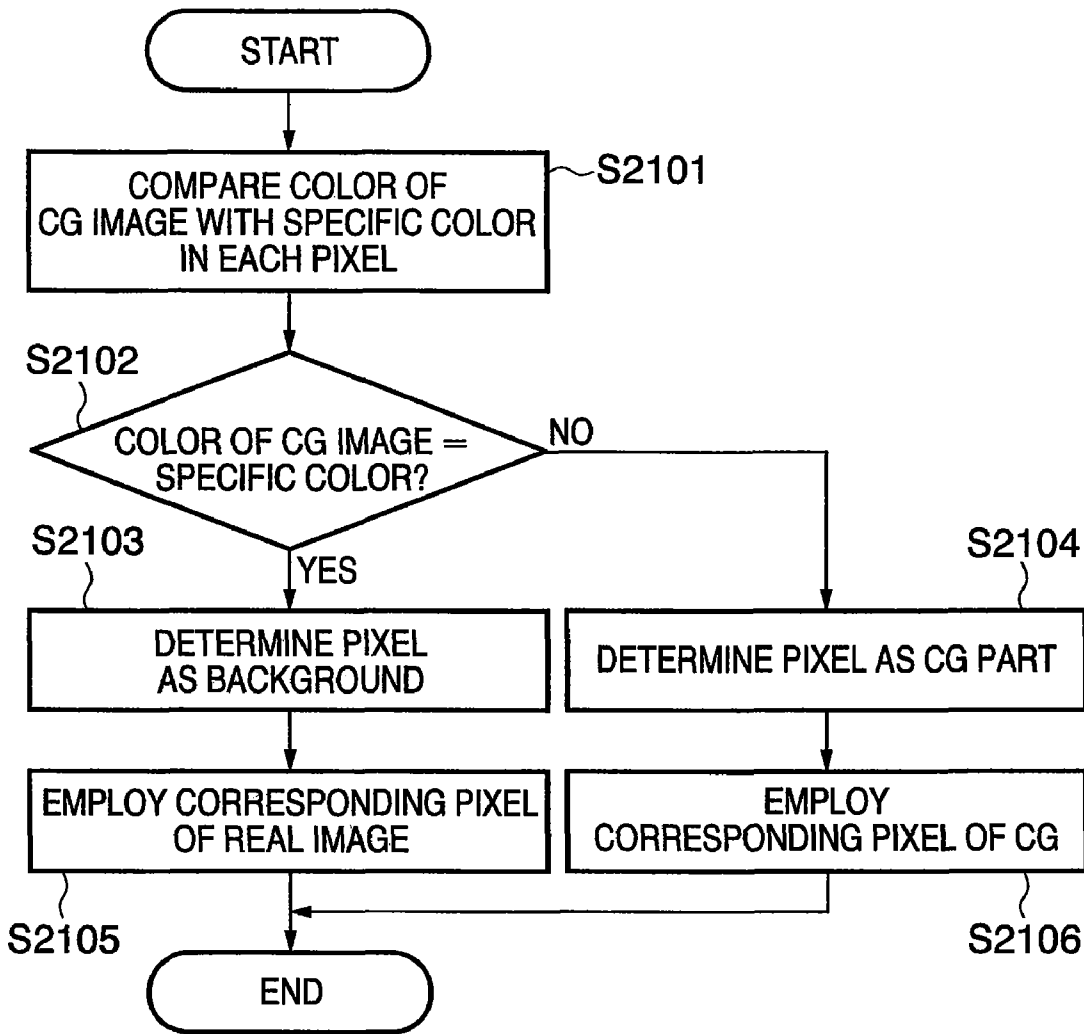 START
S2101
COMPARE COLOR OF
CG IMAGE WITH SPECIFIC COLOR
IN EACH PIXEL
S2102
COLOR OF CG IMAGE =
SPECIFIC COLOR?
NO
YES
S2103
DETERMINE PIXEL
AS BACKGROUND
S2104
DETERMINE PIXEL AS CG PART
EMPLOY CORRESPONDING PIXEL
OF REAL IMAGE
S2105
EMPLOY
CORRESPONDING PIXEL OF CG
S2106
END